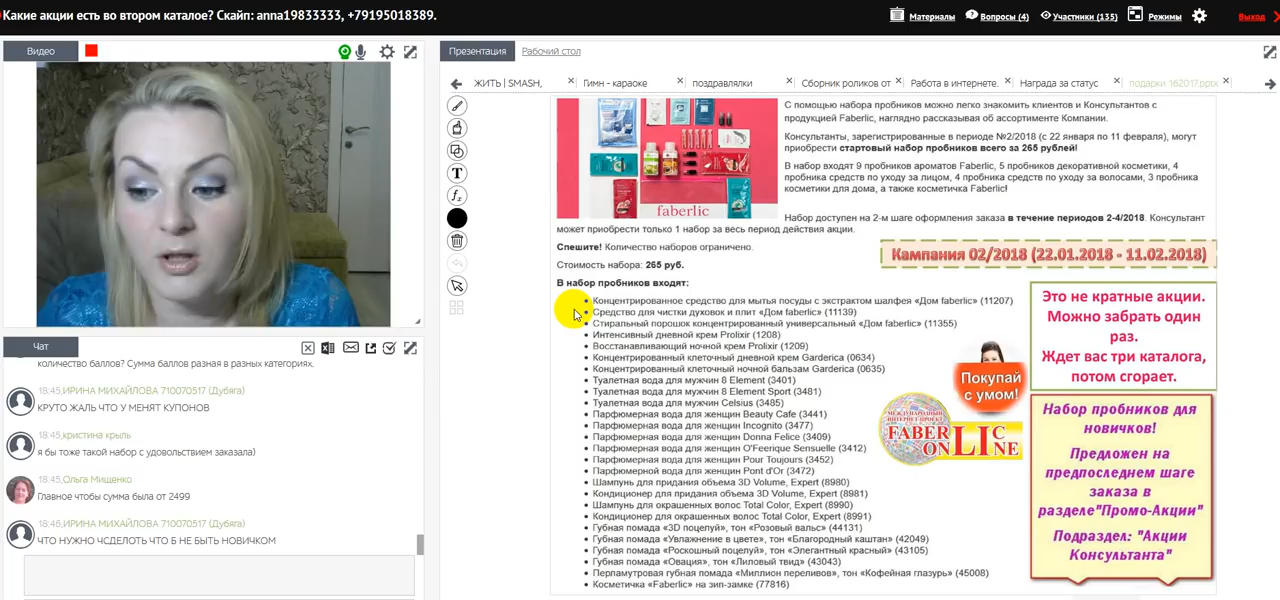 Какие акции есть во втором каталое? Скайп: anna19833333, +79195018389.
Материалы
Вопросы (4)
Участники (135)
Режимы
Выход
Видео
Презентация
Рабочий стол
ЖИТЬ | SMASH,
Гимн - караоке
поздравлялки
Сборник роликов от
Работа в интернете.
Награда за статус
подарки 162017.pptx
T
fx
faberlic
С помощью набора пробников можно легко знакомить клиентов и Консультантов с
продукцией Faberlic, наглядно рассказывая об ассортименте Компании.
Консультанты, зарегистрированные в периоде №2/2018 (с 22 января по 11 февраля), могут
приобрести стартовый набор пробников всего за 265 рублей!
В набор входят 9 пробников ароматов Faberlic, 5 пробников декоративной косметики, 4
пробника средств по уходу за лицом, 4 пробника средств по уходу за волосами, 3 пробника
косметики для дома, а также косметичка Faberlic!
Набор доступен на 2-м шаге оформления заказа в течение периодов 2-4/2018. Консультант
может приобрести только 1 набор за весь период действия акции.
Спешите! Количество наборов ограничено.
Стоимость набора: 265 руб.
В набор пробников входят:
• Концентрированное средство для мытья посуды с экстрактом шалфея «Дом faberlic» (11207)
• Средство для чистки духовок и плит «Дом faberlic» (11139)
• Стиральный порошок концентрированный универсальный «Дом faberlic» (11355)
• Интенсивный дневной крем Prolixir (1208)
• Восстанавливающий ночной крем Prolixir (1209)
• Концентрированный клеточный дневной крем Garderica (0634)
• Концентрированный клеточный ночной бальзам Garderica (0635)
• Туалетная вода для мужчин 8 Element (3401)
• Туалетная вода для мужчин 8 Element Sport (3481)
• Туалетная вода для мужчин Celsius (3485)
• Парфюмерная вода для женщин Beauty Cafe (3441)
• Парфюмерная вода для женщин Incognito (3477)
• Парфюмерная вода для женщин Donna Felice (3409)
• Парфюмерная вода для женщин O'Feerique Sensuelle (3412)
• Парфюмерная вода для женщин Pour Toujours (3452)
• Парфюмерной вода для женщин Pont d'Or (3472)
• Шампунь для придания объема 3D Volume, Expert (8980)
• Кондиционер для придания объема 3D Volume, Expert (8981)
• Шампунь для окрашенных волос Total Color, Expert (8990)
• Кондиционер для окрашенных волос Total Color, Expert (8991)
• Губная помада «3D поцелуй», тон «Розовый вальс» (44131)
• Губная помада «Увлажнение в цвете», тон «Благородный каштан» (42049)
• Губная помада «Роскошный поцелуй», тон «Элегантный красный» (43105)
• Губная помада «Овация», тон «Лиловый твид» (43043)
• Перламутровая губная помада «Миллион переливов», тон «Кофейная глазурь» (45008)
• Косметичка «Faberlic» на зип-замке (77816)
Кампания 02/2018 (22.01.2018 - 11.02.2018)
Это не кратные акции.
Можно забрать один
раз.
Ждет вас три каталога,
потом сгорает.
Покупай
с умом!
МЕЖДУНАРОДНЫЙ
ИНТЕРНЕТ-ПРОЕКТ
FABERLIC
ONLINE
Набор пробников для
новичков!
Предложен на
предпоследнем шаге
заказа в
разделе"Промо-Акции"
Подраздел: "Акции
Консультанта"
Чат
количество баллов? Сумма баллов разная в разных категориях.
18:45,ИРИНА МИХАЙЛОВА 710070517 (Дубяга)
КРУТО ЖАЛЬ ЧТО У МЕНЯТ КУПОНОВ
18:45,кристина крыль
я бы тоже такой набор с удовольствием заказала)
18:45,Ольга Мищенко
Главное чтобы сумма была от 2499
18:46,ИРИНА МИХАЙЛОВА 710070517 (Дубяга)
ЧТО НУЖНО ЧСДЕЛОТЬ ЧТО Б НЕ БЫТЬ НОВИЧКОМ